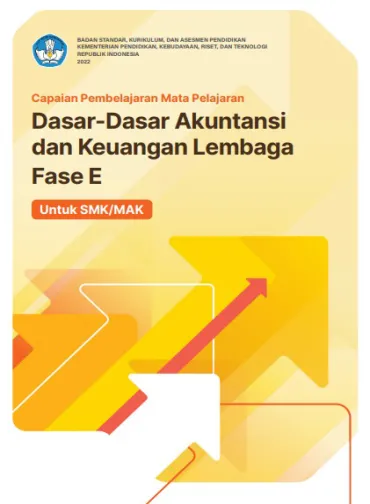 BADAN STANDAR, KURIKULUM, DAN ASESMEN PENDIDIKAN
KEMENTERIAN PENDIDIKAN, KEBUDAYAAN, RISET, DAN TEKNOLOGI
REPUBLIK INDONESIA
2022
Capaian Pembelajaran Mata Pelajaran
Dasar-Dasar Akuntansi
dan Keuangan Lembaga
Fase E
Untuk SMK/MAK